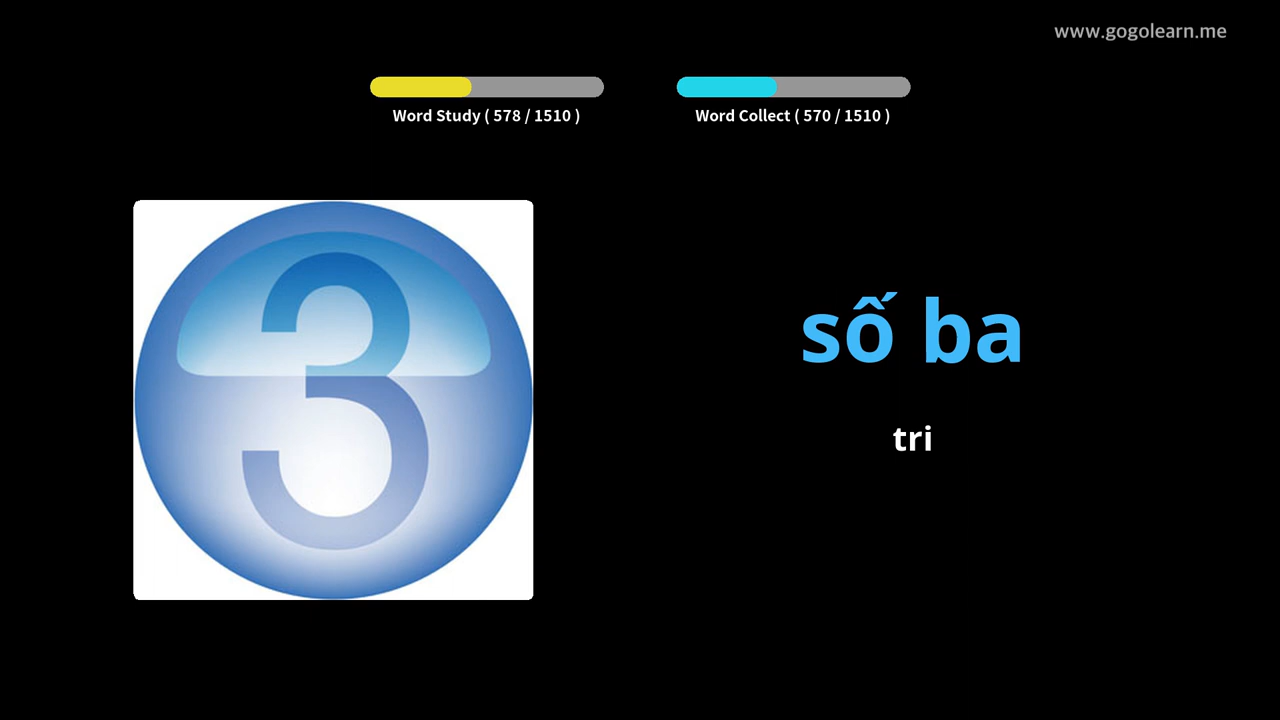 www.gogolearn.me
Word Study ( 578 / 1510 )
Word Collect ( 570 / 1510 )
3
số ba
tri